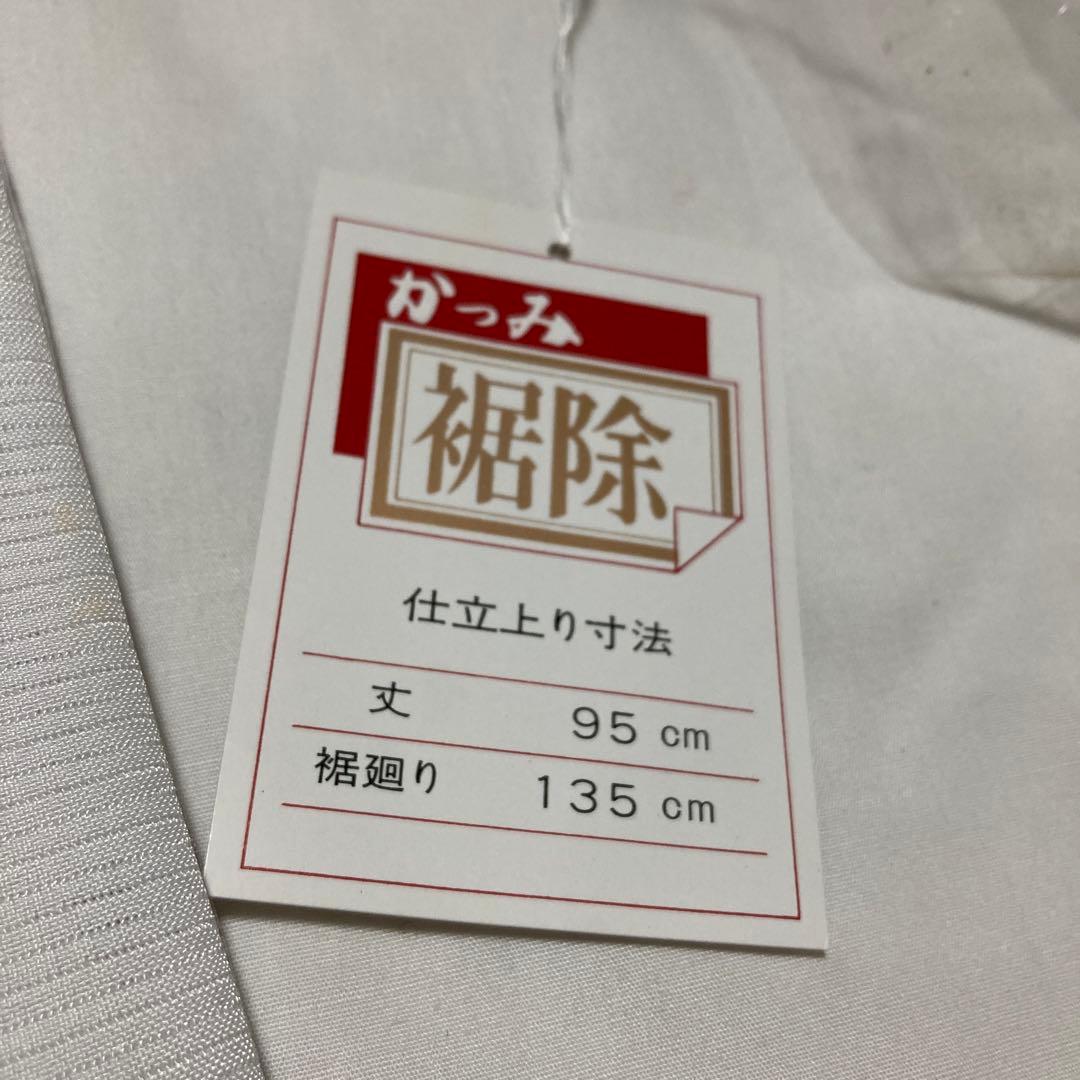 かつみ
裾除
仕立上り寸法
丈 95 cm
裾廻り 135 cm